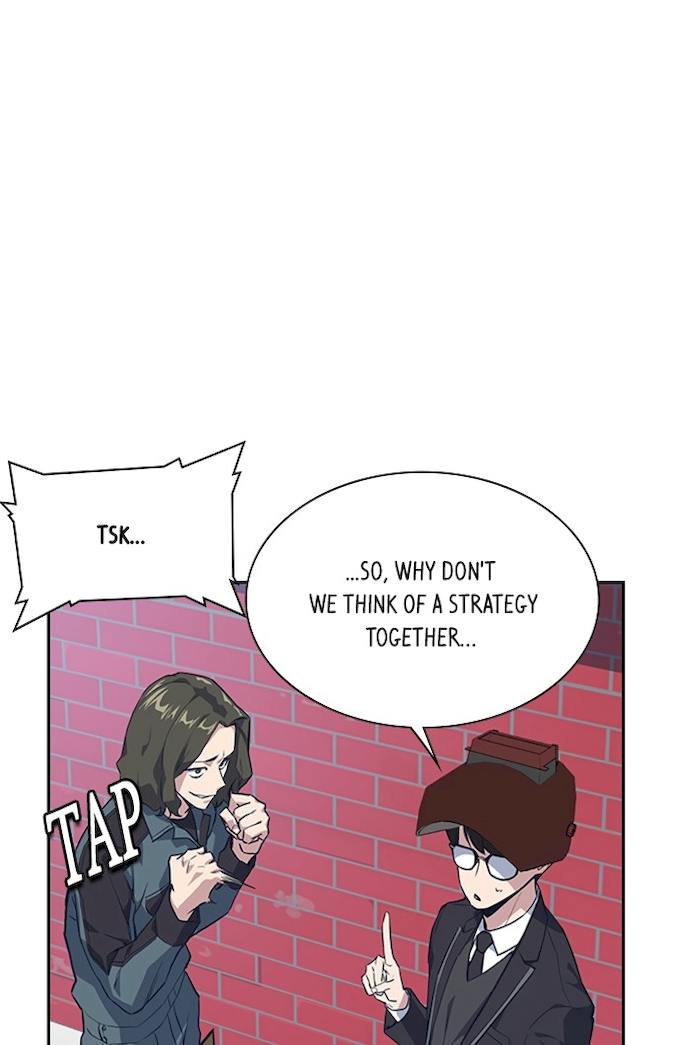 TSK...
...SO, WHY DON'T
WE THINK OF A STRATEGY
TOGETHER...
TAP